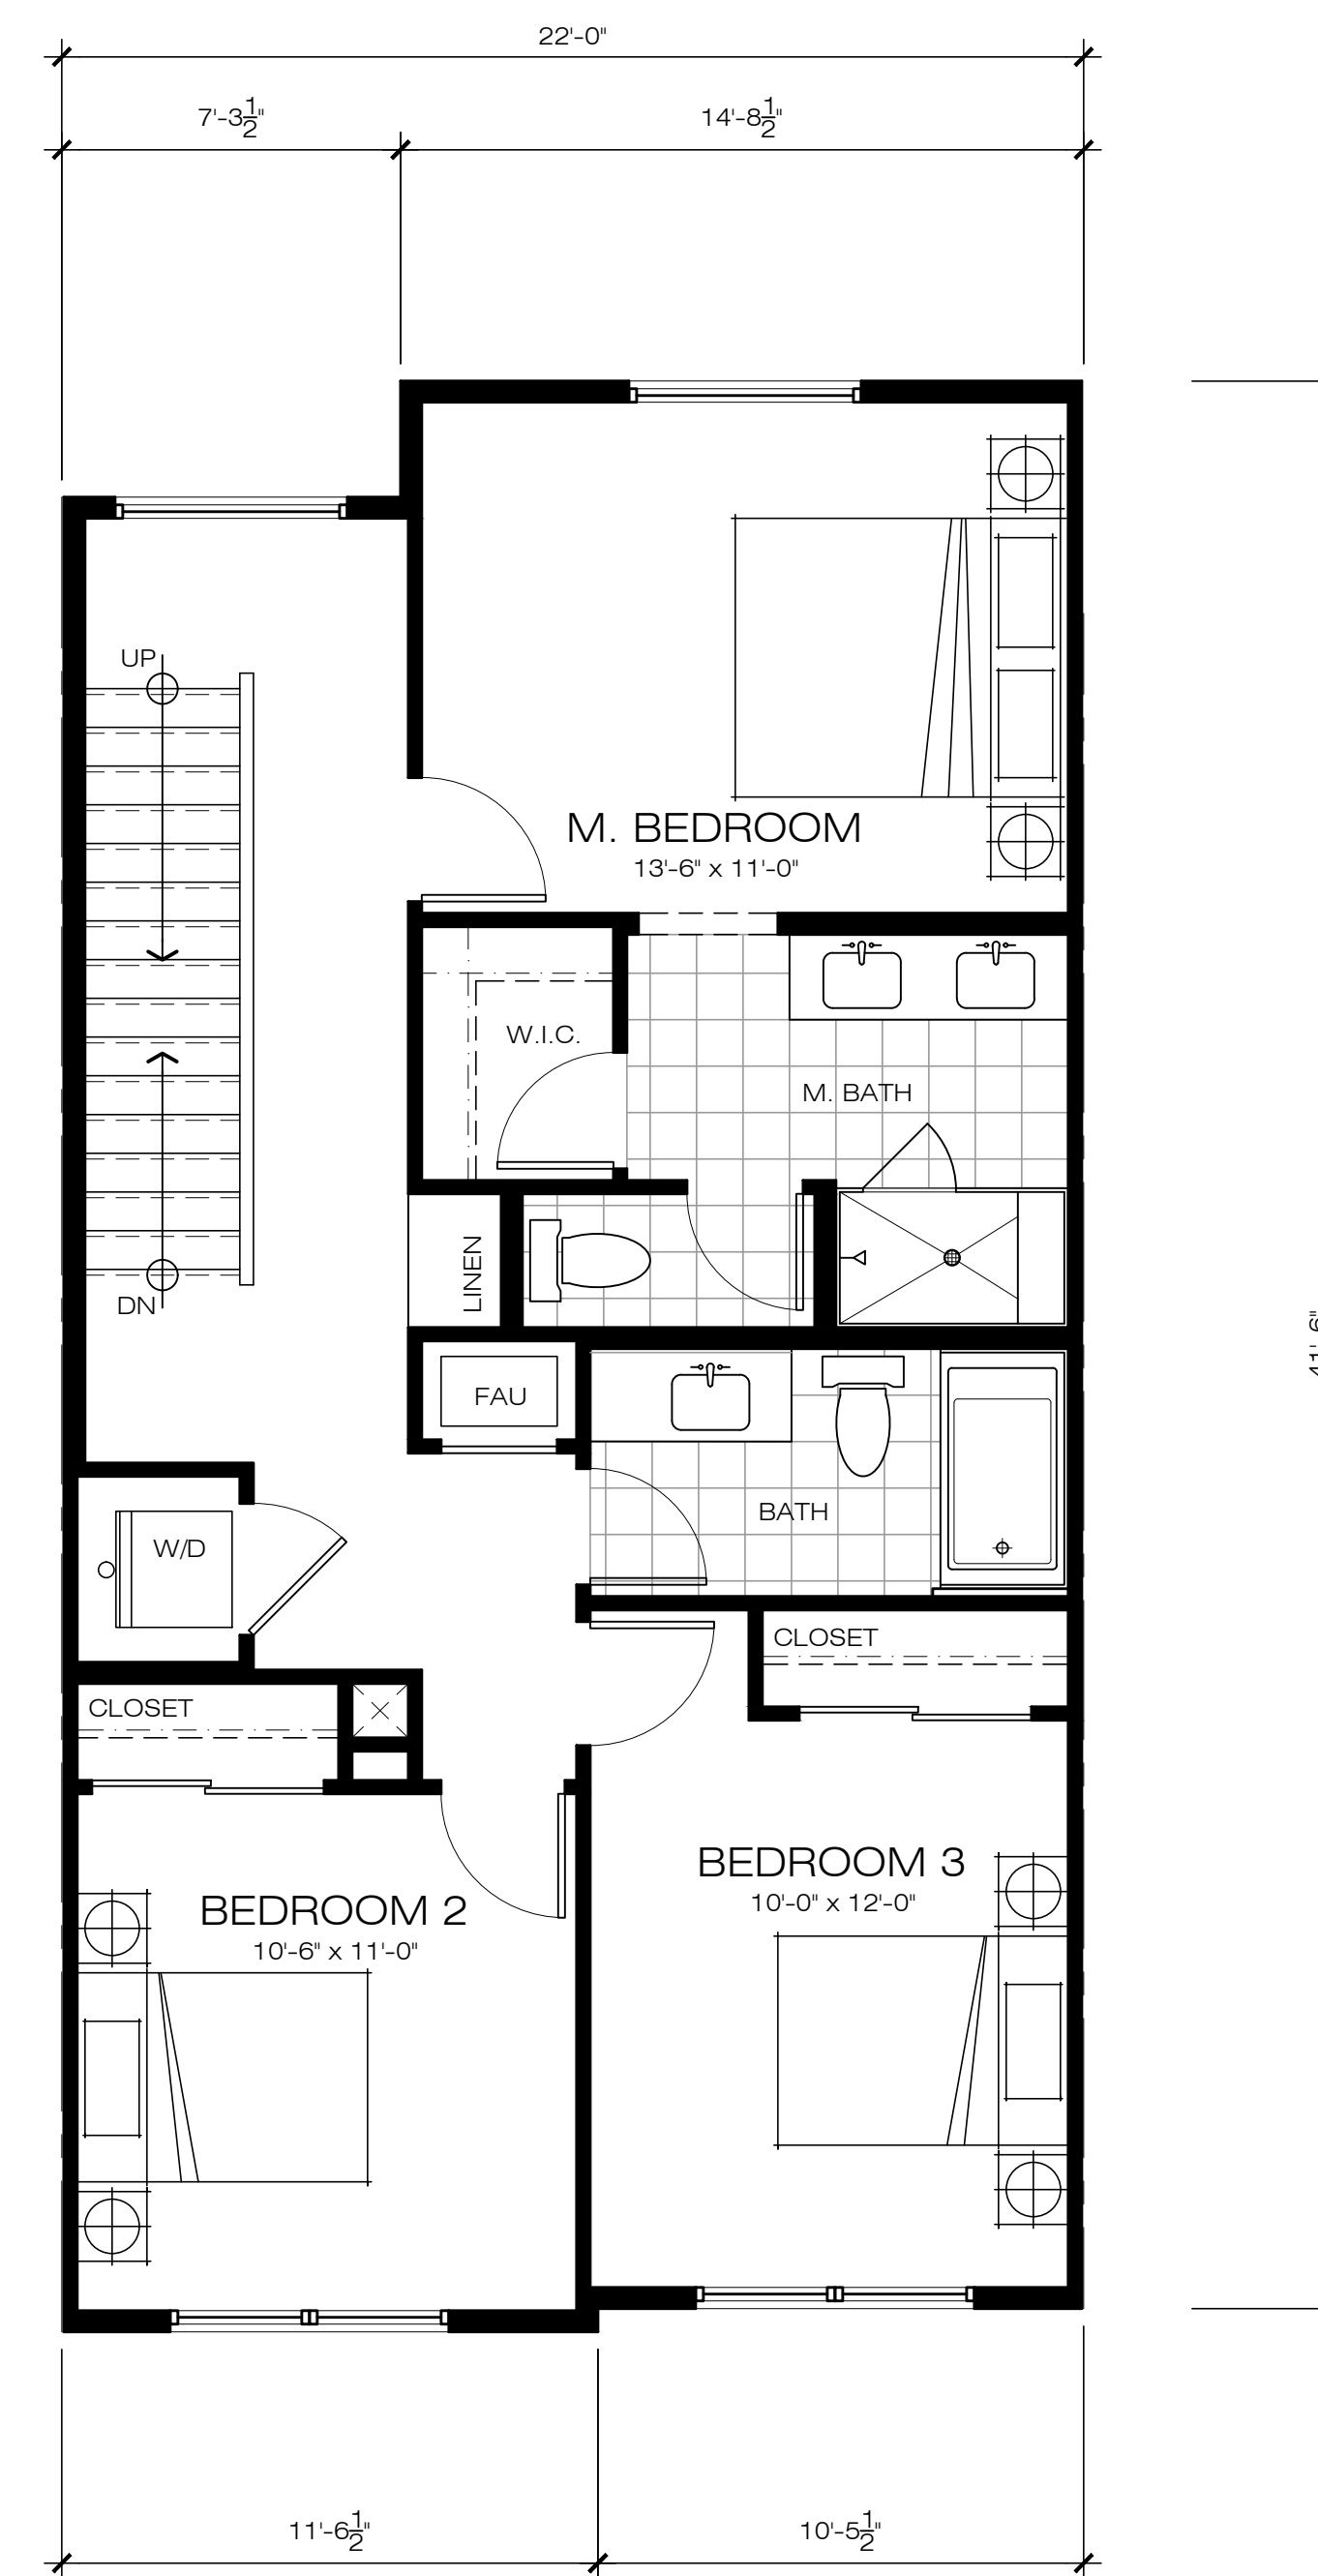 22'-0"
7'-3½"
14'-8½"
UP
M. BEDROOM
13'-6" x 11'-0"
W.I.C.
M. BATH
LINEN
DN
41'-6"
FAU
BATH
W/D
CLOSET
CLOSET
BEDROOM 3
10'-0" x 12'-0"
BEDROOM 2
10'-6" x 11'-0"
11'-6½"
10'-5½"